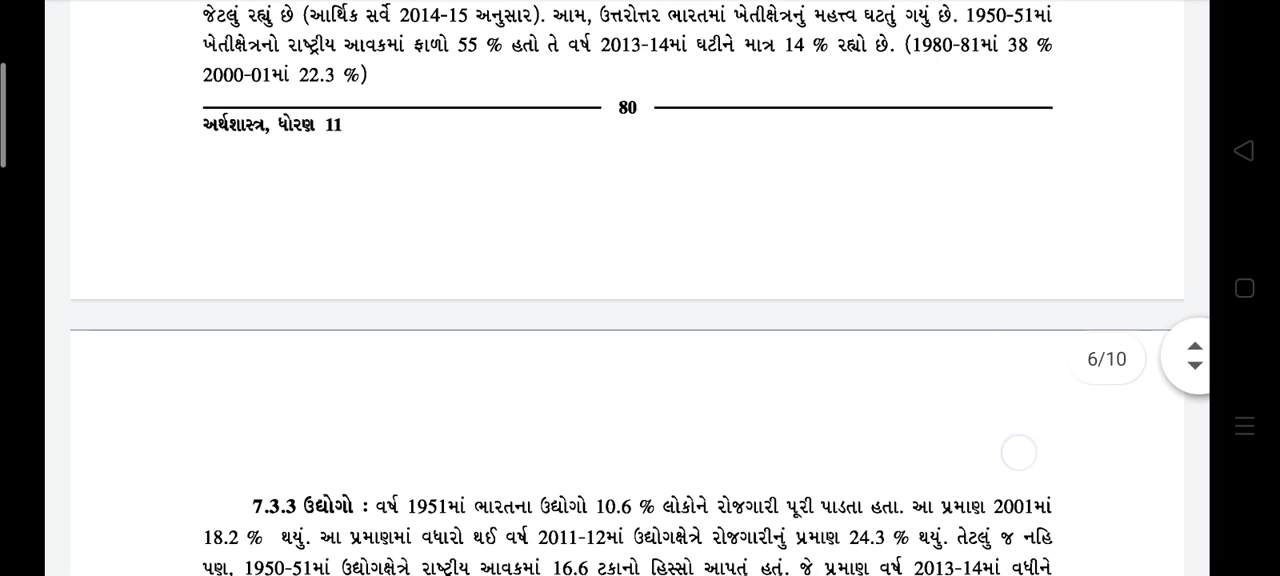 જેટલું રહ્યું છે (આર્થિક સર્વે 2014-15 અનુસાર). આમ, ઉત્તરોત્તર ભારતમાં ખેતીક્ષેત્રનું મહત્ત્વ ઘટતું ગયું છે. 1950-51માં
ખેતીક્ષેત્રનો રાષ્ટ્રીય આવકમાં ફાળો 55 % હતો તે વર્ષ 2013-14માં ઘટીને માત્ર 14 % રહ્યો છે. (1980-81માં 38 %
2000-01માં 22.3 %)
80
અર્થશાસ્ત્ર, ધોરણ 11
6/10
7.3.3 ઉદ્યોગો : વર્ષ 1951માં ભારતના ઉદ્યોગો 10.6 % લોકોને રોજગારી પૂરી પાડતા હતા. આ પ્રમાણ 2001માં
18.2 % થયું. આ પ્રમાણમાં વધારો થઈ વર્ષ 2011-12માં ઉદ્યોગક્ષેત્રે રોજગારીનું પ્રમાણ 24.3 % થયું. તેટલું જ નહિ
પણ, 1950-51માં ઉદ્યોગક્ષેત્રે રાષ્ટ્રીય આવકમાં 16.6 ટકાનો હિસ્સો આપતું હતું. જે પ્રમાણ વર્ષ 2013-14માં વધીને